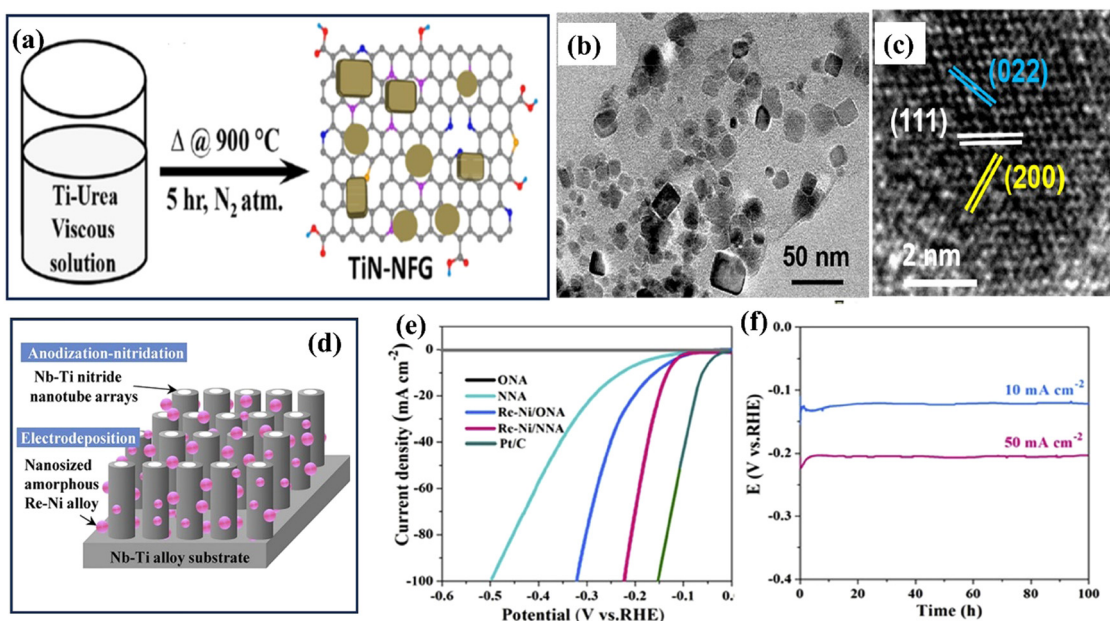 (a)
Ti-Urea
Viscous
solution
Δ @ 900 °C
5 hr, N₂ atm.
TiN-NFG
(b)
50 nm
(c)
(022)
(111)
(200)
2 nm
(d)
Anodization-nitridation
Nb-Ti nitride
nanotube arrays
Electrodeposition
Nanosized
amorphous
Re-Ni alloy
Nb-Ti alloy substrate
(e)
Current density (mA cm⁻²)
0
-20
-40
-60
-80
-100
ONA
NNA
Re-Ni/ONA
Re-Ni/NNA
Pt/C
-0.6 -0.5 -0.4 -0.3 -0.2 -0.1
Potential (V vs.RHE)
(f)
E (V vs.RHE)
0.0
-0.1
-0.2
-0.3
-0.4
10 mA cm⁻²
50 mA cm⁻²
0 20 40 60 80 100
Time (h)